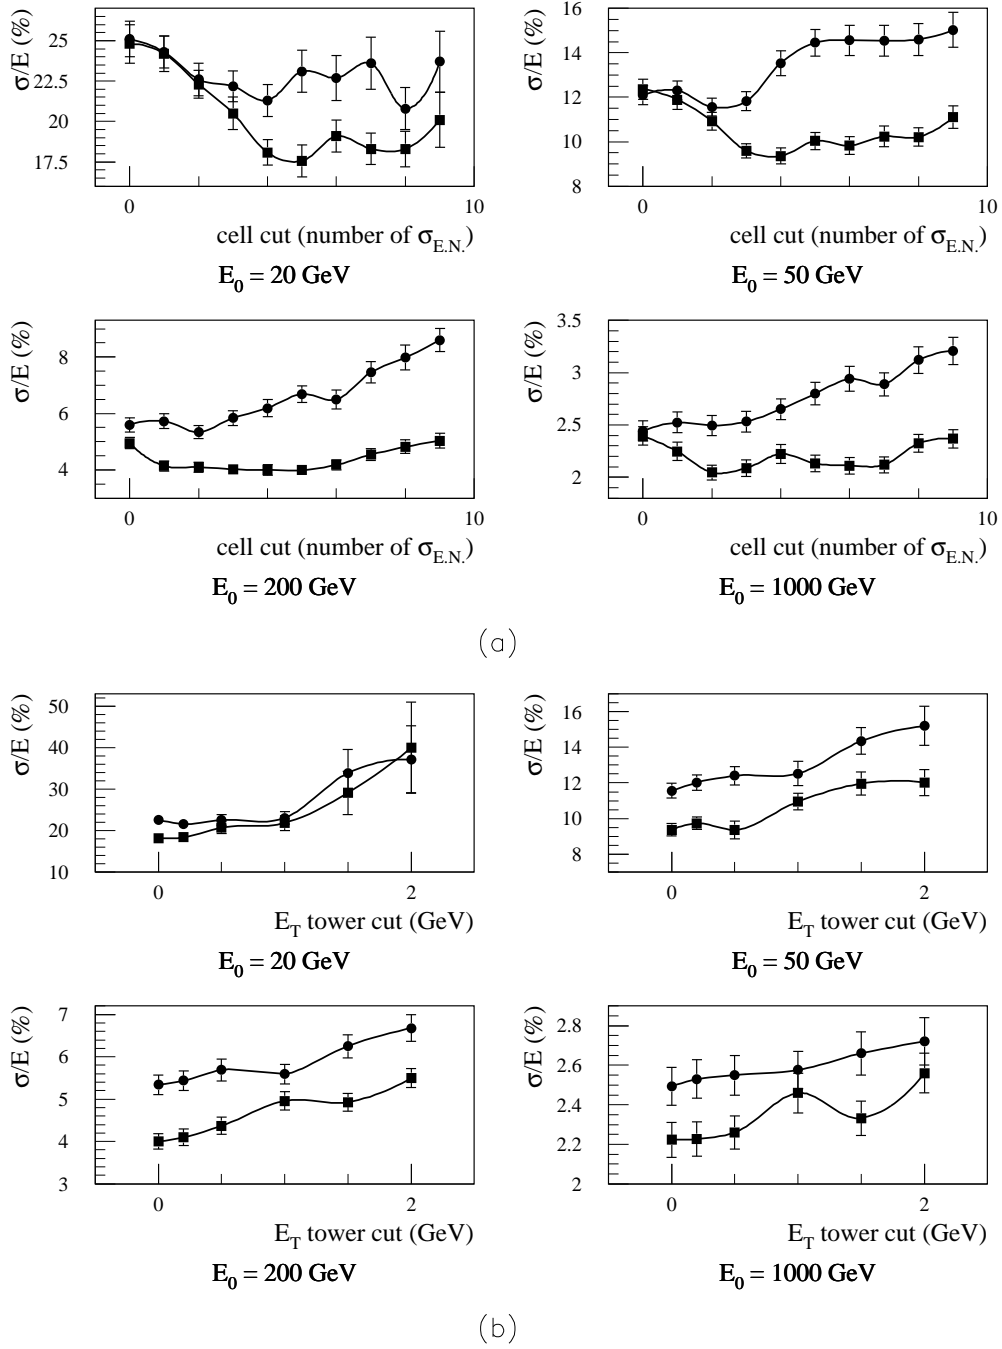 σ/E (%)
25
22.5
20
17.5
0
10
cell cut (number of σE.N.)
E0 = 20 GeV
σ/E (%)
16
14
12
10
8
0
10
cell cut (number of σE.N.)
E0 = 50 GeV
σ/E (%)
8
6
4
0
10
cell cut (number of σE.N.)
E0 = 200 GeV
σ/E (%)
3.5
3
2.5
2
0
10
cell cut (number of σE.N.)
E0 = 1000 GeV
(a)
σ/E (%)
50
40
30
20
10
0
2
ET tower cut (GeV)
E0 = 20 GeV
σ/E (%)
16
14
12
10
8
0
2
ET tower cut (GeV)
E0 = 50 GeV
σ/E (%)
7
6
5
4
3
0
2
ET tower cut (GeV)
E0 = 200 GeV
σ/E (%)
2.8
2.6
2.4
2.2
2
0
2
ET tower cut (GeV)
E0 = 1000 GeV
(b)